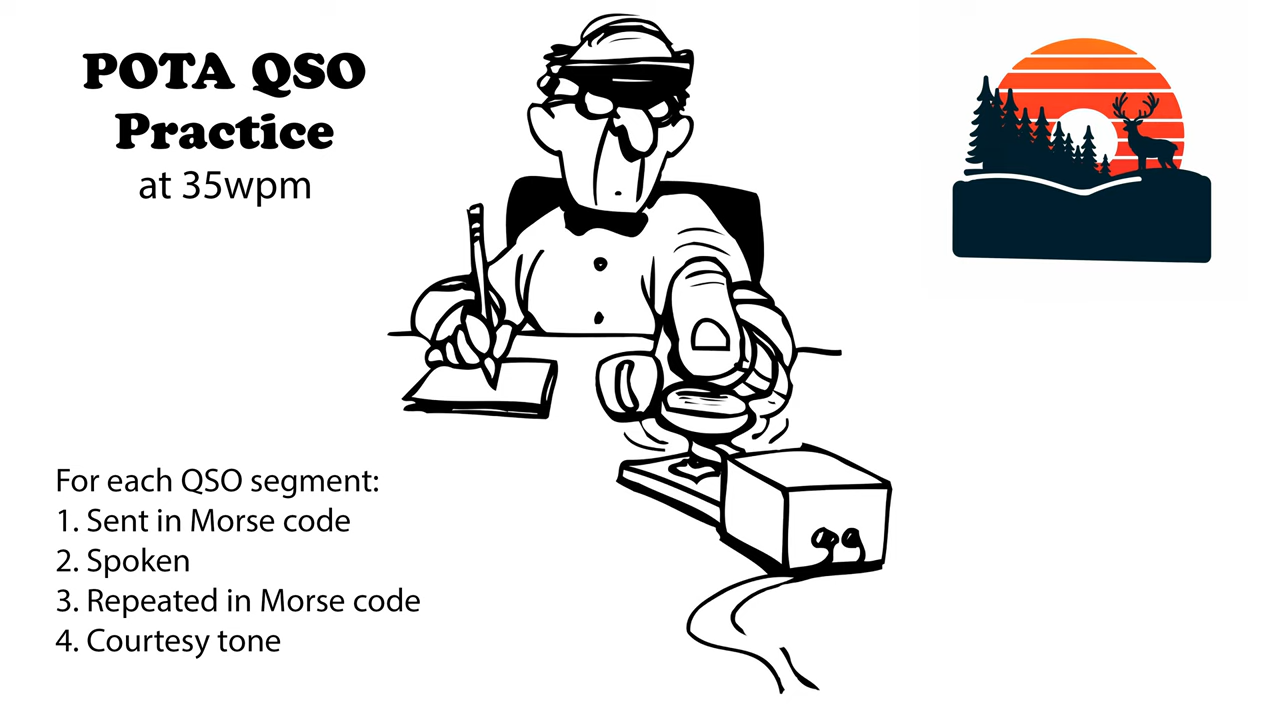 POTA QSO
Practice
at 35wpm
For each QSO segment:
1. Sent in Morse code
2. Spoken
3. Repeated in Morse code
4. Courtesy tone